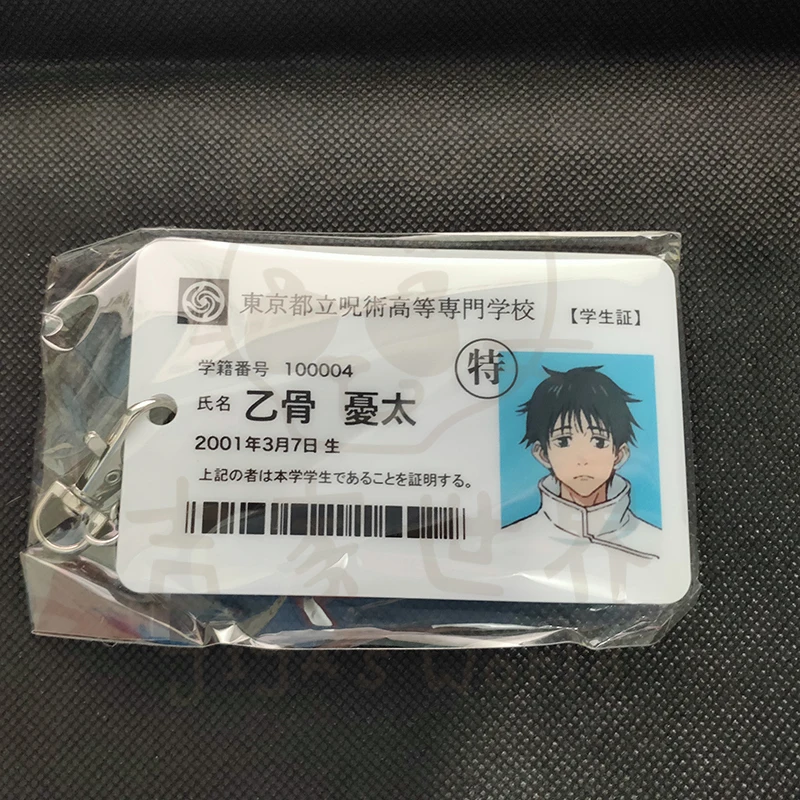 東京都立呪術高等専門学校 【学生証】
学籍番号 100004
特
氏名 乙骨 憂太
2001年3月7日 生
上記の者は本学学生であることを証明する。